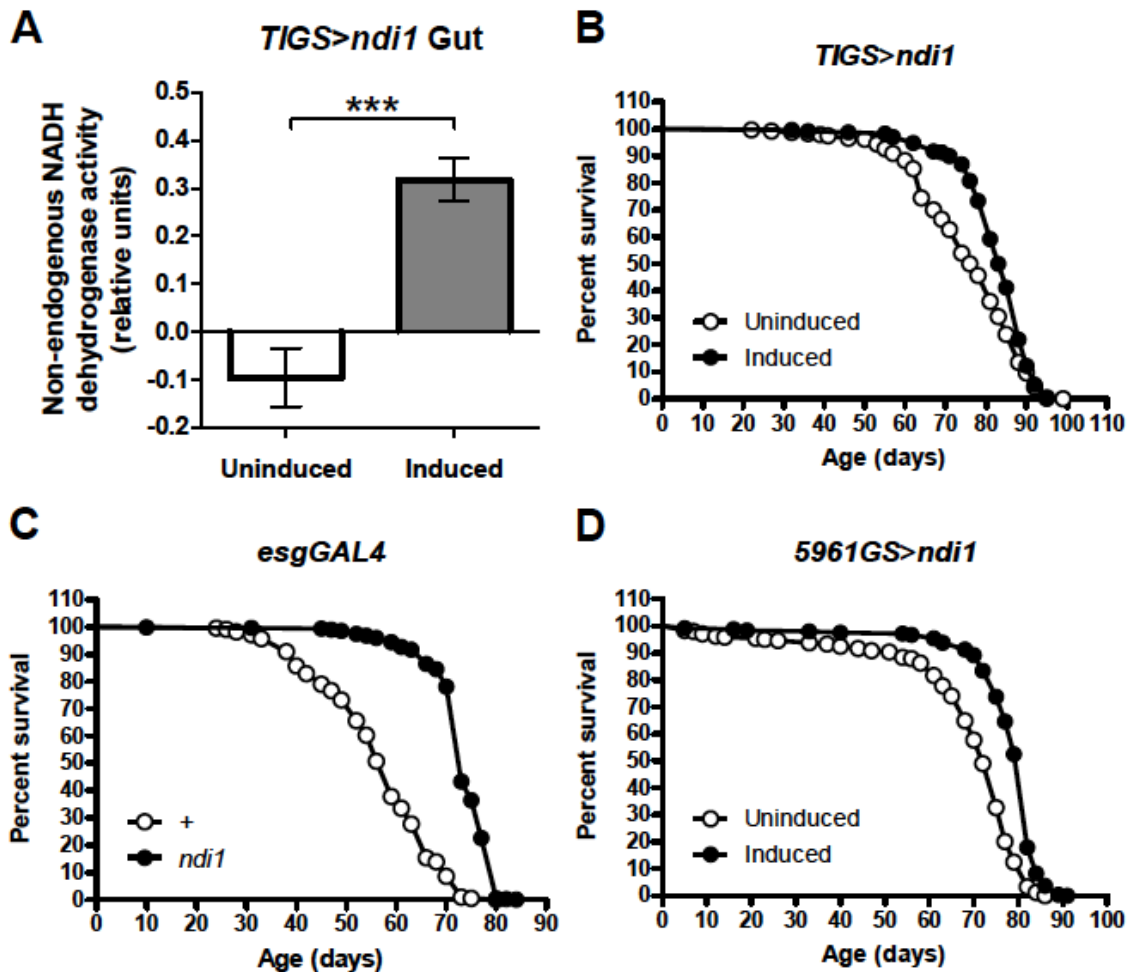 A
TIGS>ndi1 Gut
Non-endogenous NADH
dehydrogenase activity
(relative units)
0.5
0.4
0.3
0.2
0.1
0.0
-0.1
-0.2
***
Uninduced Induced
B
TIGS>ndi1
Percent survival
110
100
90
80
70
60
50
40
30
20
10
0
Uninduced
Induced
0 10 20 30 40 50 60 70 80 90 100 110
Age (days)
C
esgGAL4
Percent survival
110
100
90
80
70
60
50
40
30
20
10
0
+
ndi1
0 10 20 30 40 50 60 70 80 90
Age (days)
D
5961GS>ndi1
Percent survival
110
100
90
80
70
60
50
40
30
20
10
0
Uninduced
Induced
0 10 20 30 40 50 60 70 80 90 100
Age (days)